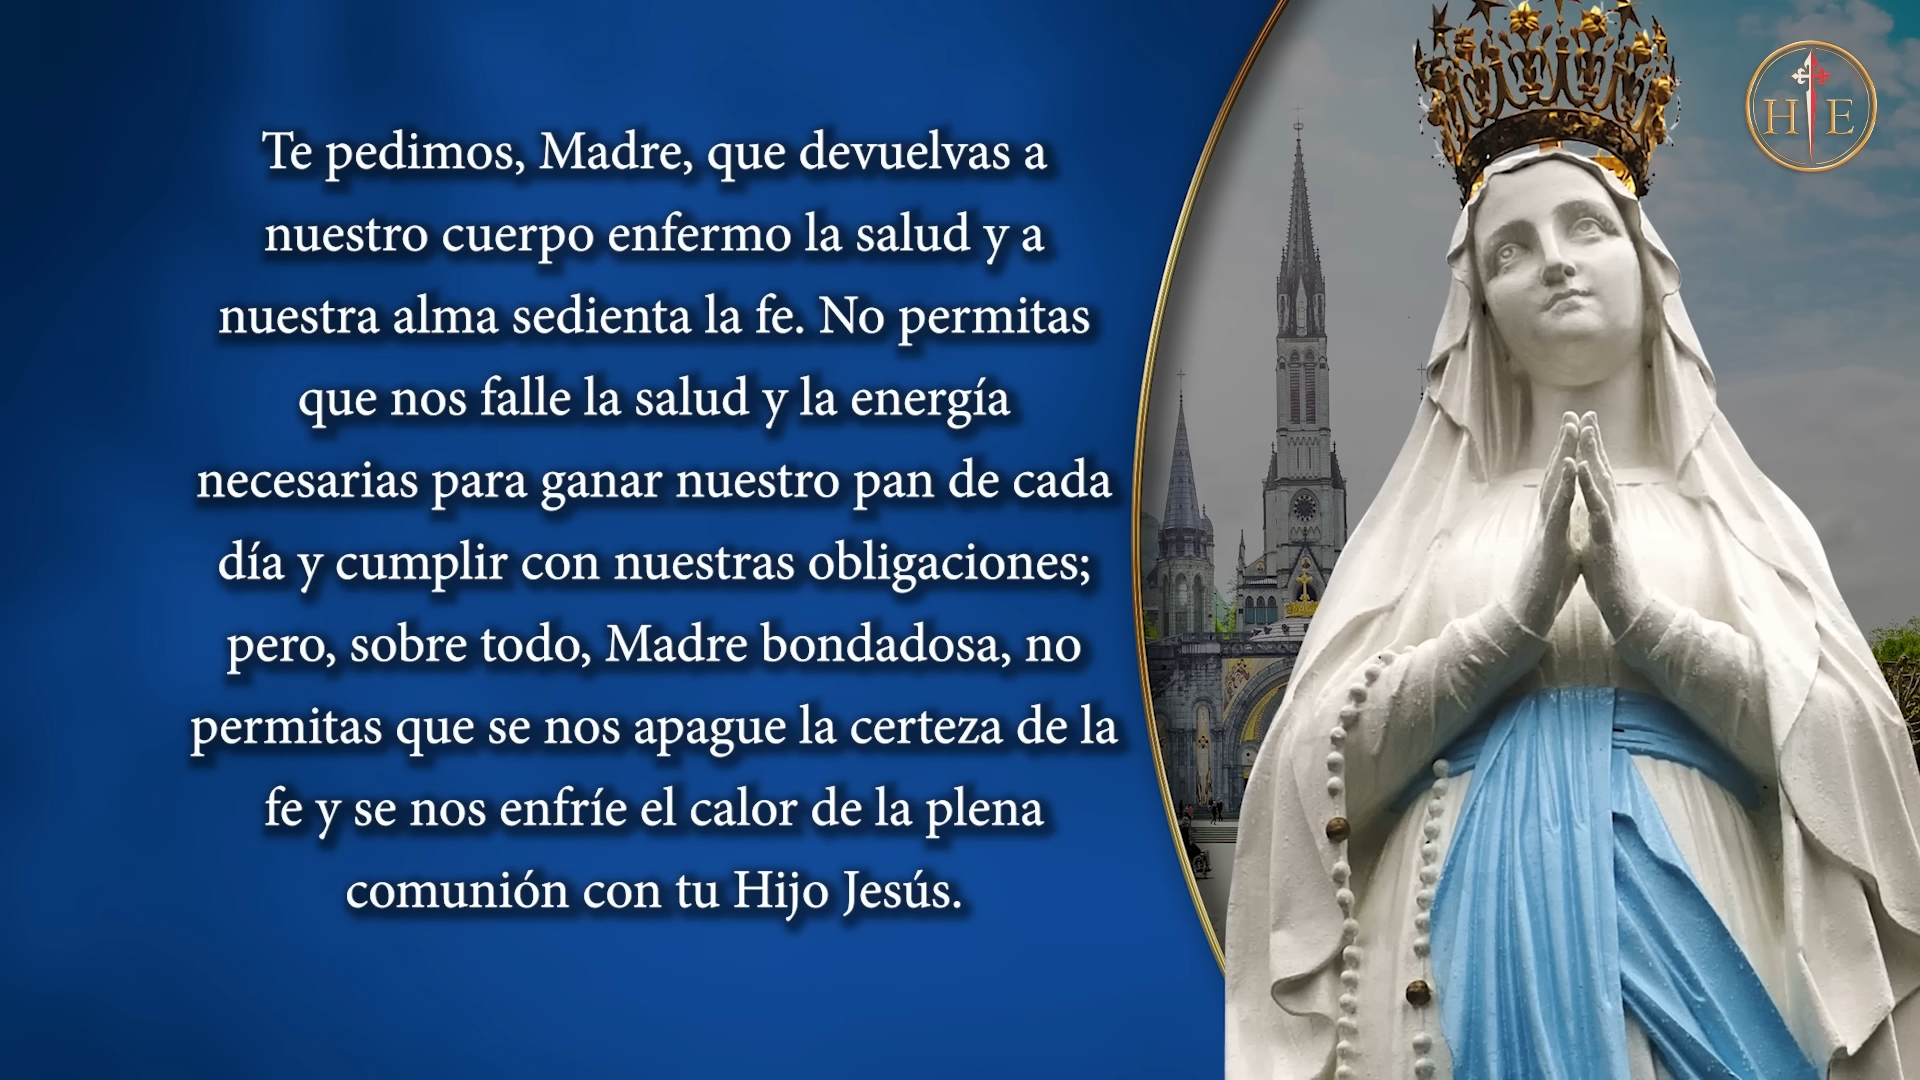 Te pedimos, Madre, que devuelvas a
nuestro cuerpo enfermo la salud y a
nuestra alma sedienta la fe. No permitas
que nos falle la salud y la energía
necesarias para ganar nuestro pan de cada
día y cumplir con nuestras obligaciones;
pero, sobre todo, Madre bondadosa, no
permitas que se nos apague la certeza de la
fe y se nos enfríe el calor de la plena
comunión con tu Hijo Jesús.
H E